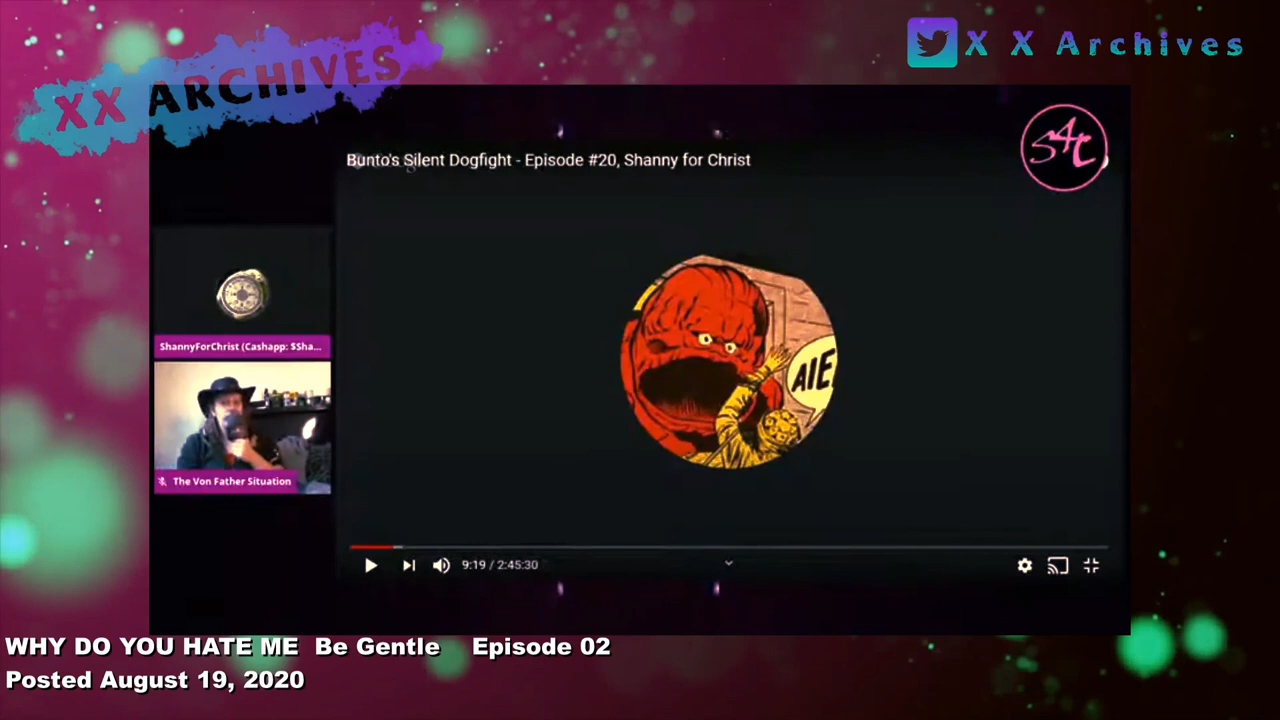 XX ARCHIVES
X X Archives
S4C
Bunto's Silent Dogfight - Episode #20, Shanny for Christ
AIE
ShannyForChrist (Cashapp: $Sha...
The Von Father Situation
9:19 / 2:45:30
WHY DO YOU HATE ME Be Gentle Episode 02
Posted August 19, 2020